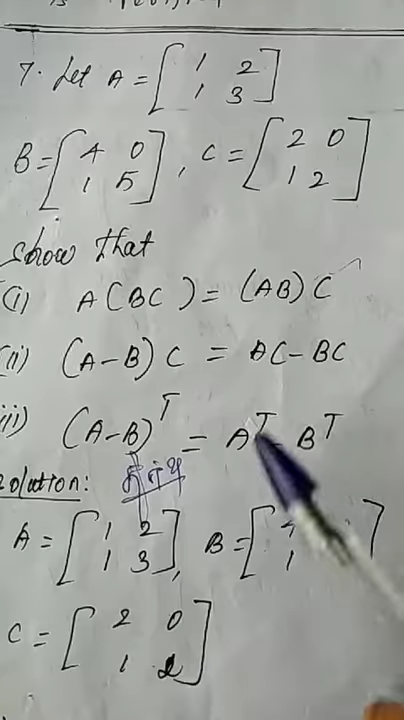 7. Let A = [ 1 2
1 3 ]
B = [ 4 0
1 5 ] , C = [ 2 0
1 2 ]
show that
(i) A(BC) = (AB)C
(ii) (A-B)C = AC-BC
iii) (A-B)^T = A^T - B^T
Solution:
A = [ 1 2
1 3 ] , B = [
1 ]
C = [ 2 0
1 2 ]